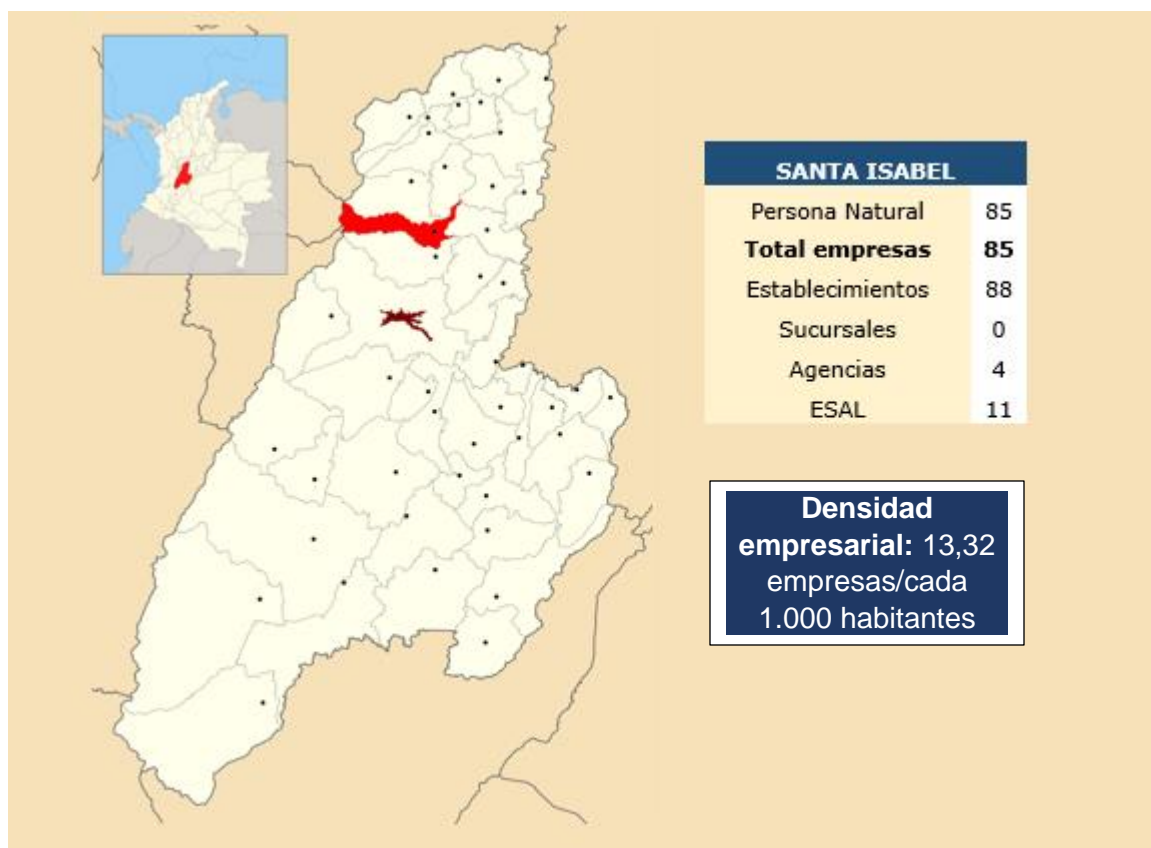 SANTA ISABEL
Persona Natural 85
Total empresas 85
Establecimientos 88
Sucursales 0
Agencias 4
ESAL 11
Densidad
empresarial: 13,32
empresas/cada
1.000 habitantes